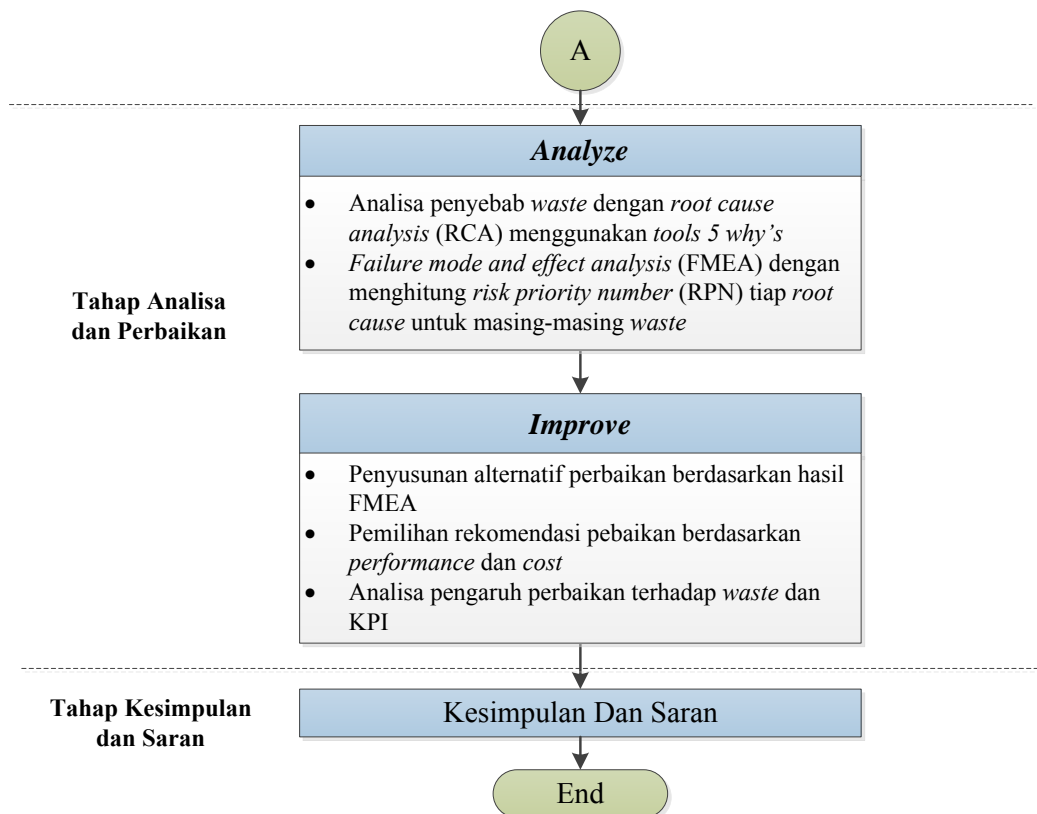 A
Analyze
• Analisa penyebab waste dengan root cause
analysis (RCA) menggunakan tools 5 why’s
• Failure mode and effect analysis (FMEA) dengan
menghitung risk priority number (RPN) tiap root
cause untuk masing-masing waste
Tahap Analisa
dan Perbaikan
Improve
• Penyusunan alternatif perbaikan berdasarkan hasil
FMEA
• Pemilihan rekomendasi pebaikan berdasarkan
performance dan cost
• Analisa pengaruh perbaikan terhadap waste dan
KPI
Tahap Kesimpulan
dan Saran
Kesimpulan Dan Saran
End